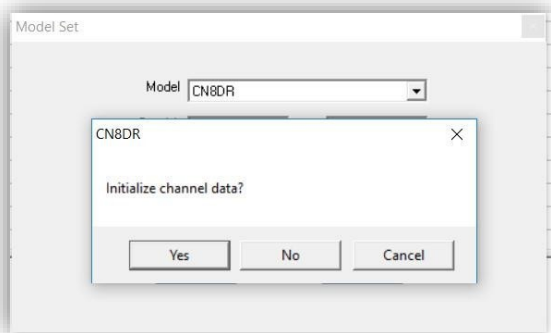 Model Set
Model CN8DR
CN8DR
Initialize channel data?
Yes No Cancel